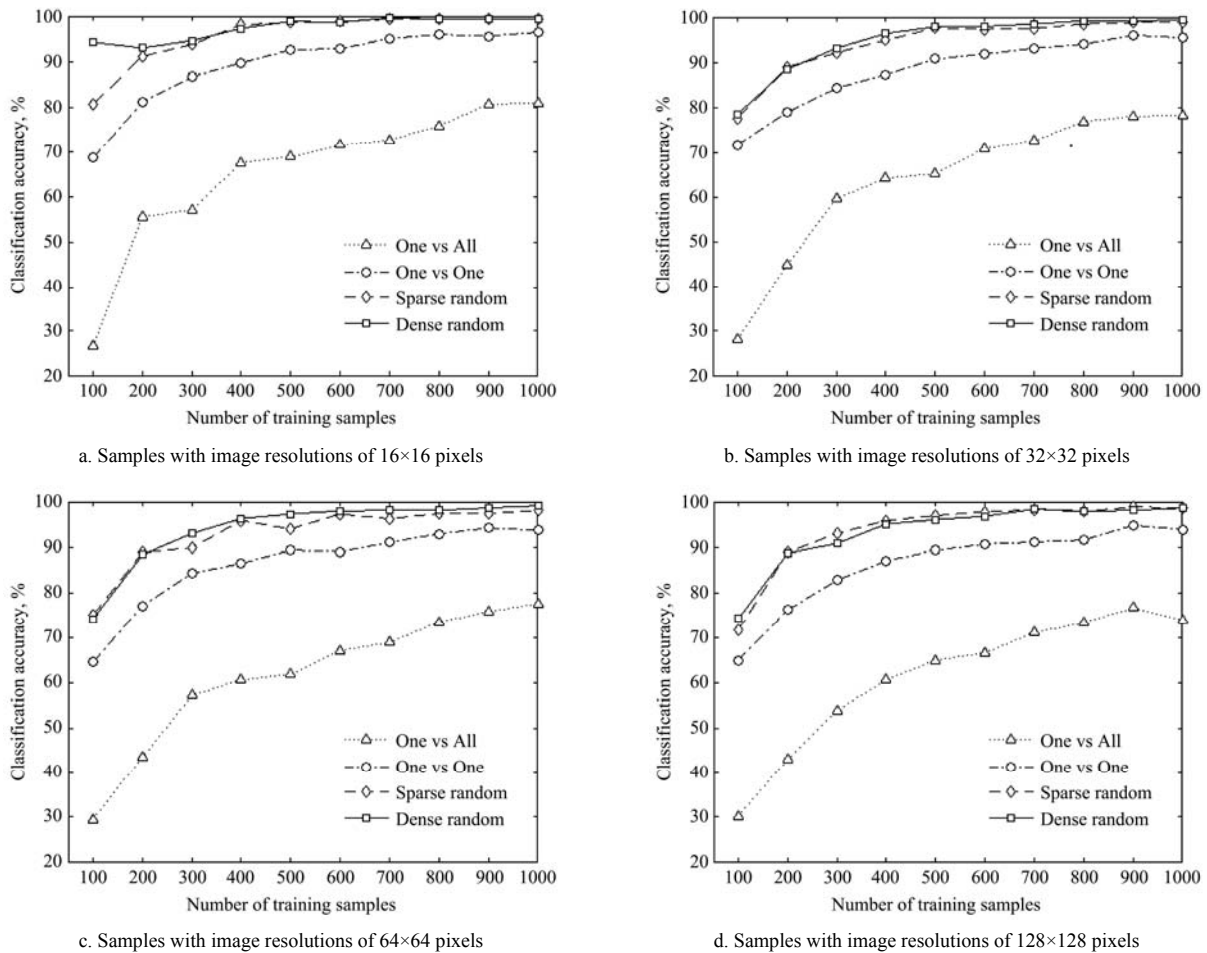 100
90
80
70
60
50
40
30
20
Classification accuracy, %
One vs All
One vs One
Sparse random
Dense random
100 200 300 400 500 600 700 800 900 1000
Number of training samples
a. Samples with image resolutions of 16×16 pixels
100
90
80
70
60
50
40
30
20
Classification accuracy, %
One vs All
One vs One
Sparse random
Dense random
100 200 300 400 500 600 700 800 900 1000
Number of training samples
b. Samples with image resolutions of 32×32 pixels
100
90
80
70
60
50
40
30
20
Classification accuracy, %
One vs All
One vs One
Sparse random
Dense random
100 200 300 400 500 600 700 800 900 1000
Number of training samples
c. Samples with image resolutions of 64×64 pixels
100
90
80
70
60
50
40
30
20
Classification accuracy, %
One vs All
One vs One
Sparse random
Dense random
100 200 300 400 500 600 700 800 900 1000
Number of training samples
d. Samples with image resolutions of 128×128 pixels